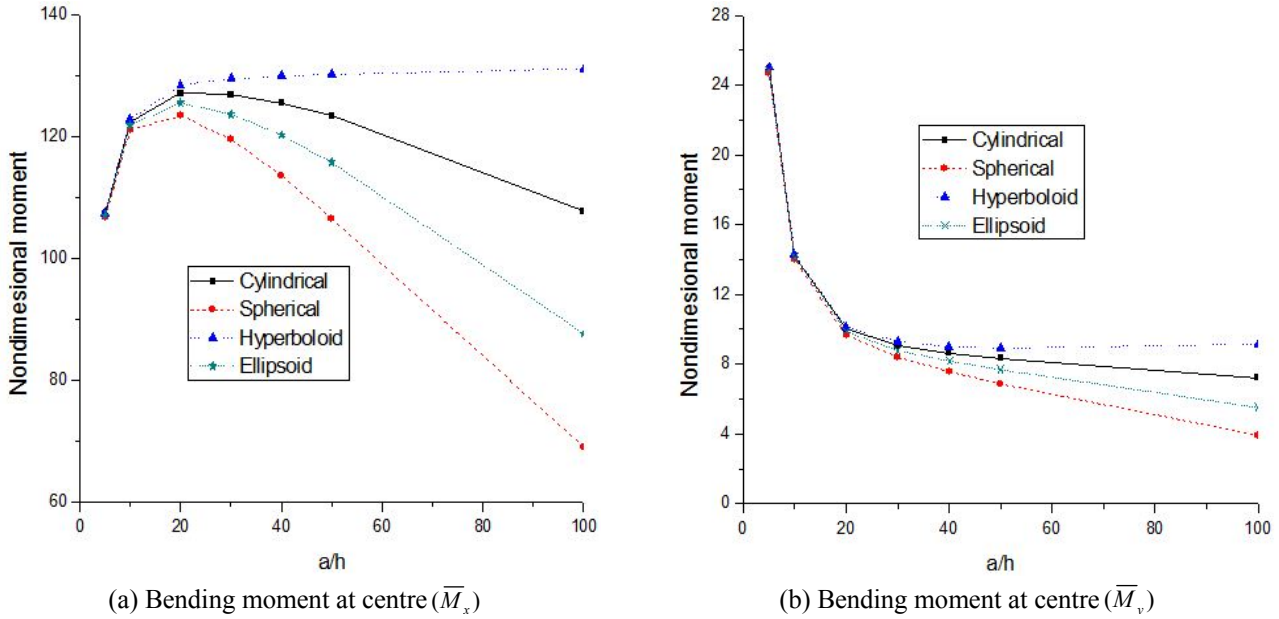 140
120
100
80
60
Nondimesional moment
Cylindrical
Spherical
Hyperboloid
Ellipsoid
0 20 40 60 80 100
a/h
(a) Bending moment at centre (M̅x)
28
24
20
16
12
8
4
0
Nondimesional moment
Cylindrical
Spherical
Hyperboloid
Ellipsoid
0 20 40 60 80 100
a/h
(b) Bending moment at centre (M̅y)